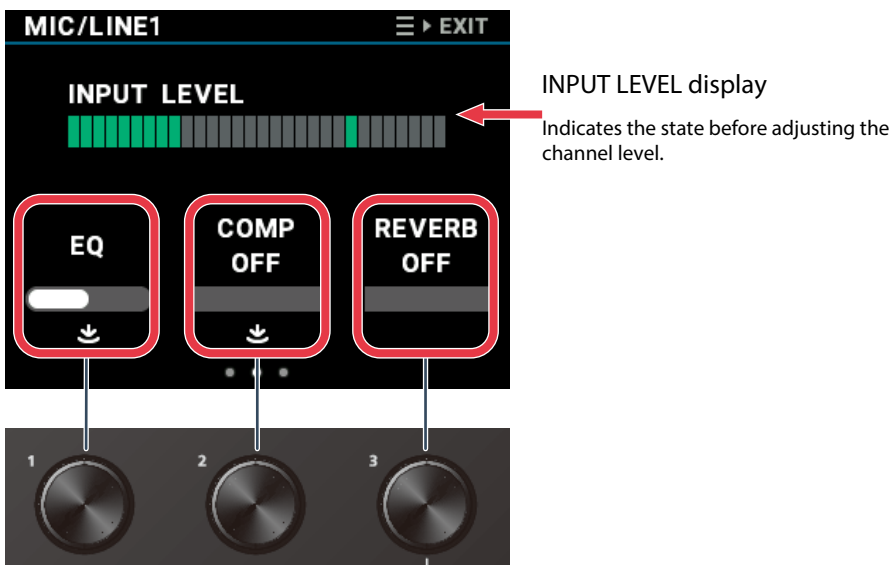 MIC/LINE1 EXIT
INPUT LEVEL
INPUT LEVEL display
Indicates the state before adjusting the
channel level.
EQ
COMP
OFF
REVERB
OFF
1 2 3